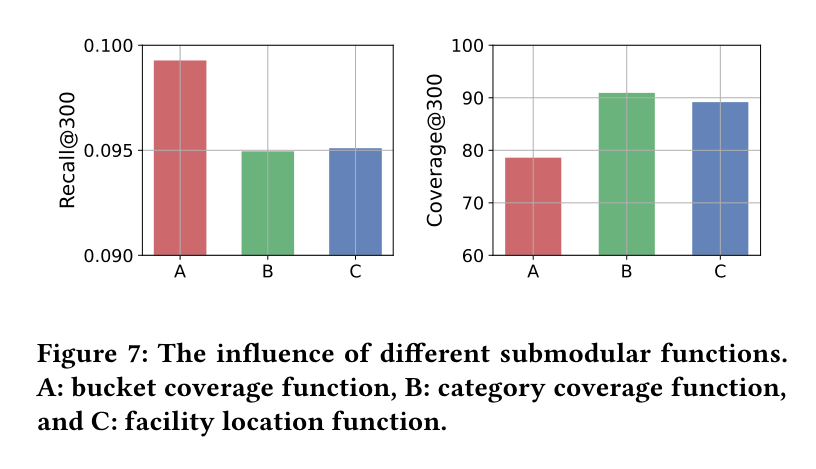 Recall@300
0.100
0.095
0.090
A B C
Coverage@300
100
90
80
70
60
A B C
Figure 7: The influence of different submodular functions.
A: bucket coverage function, B: category coverage function,
and C: facility location function.